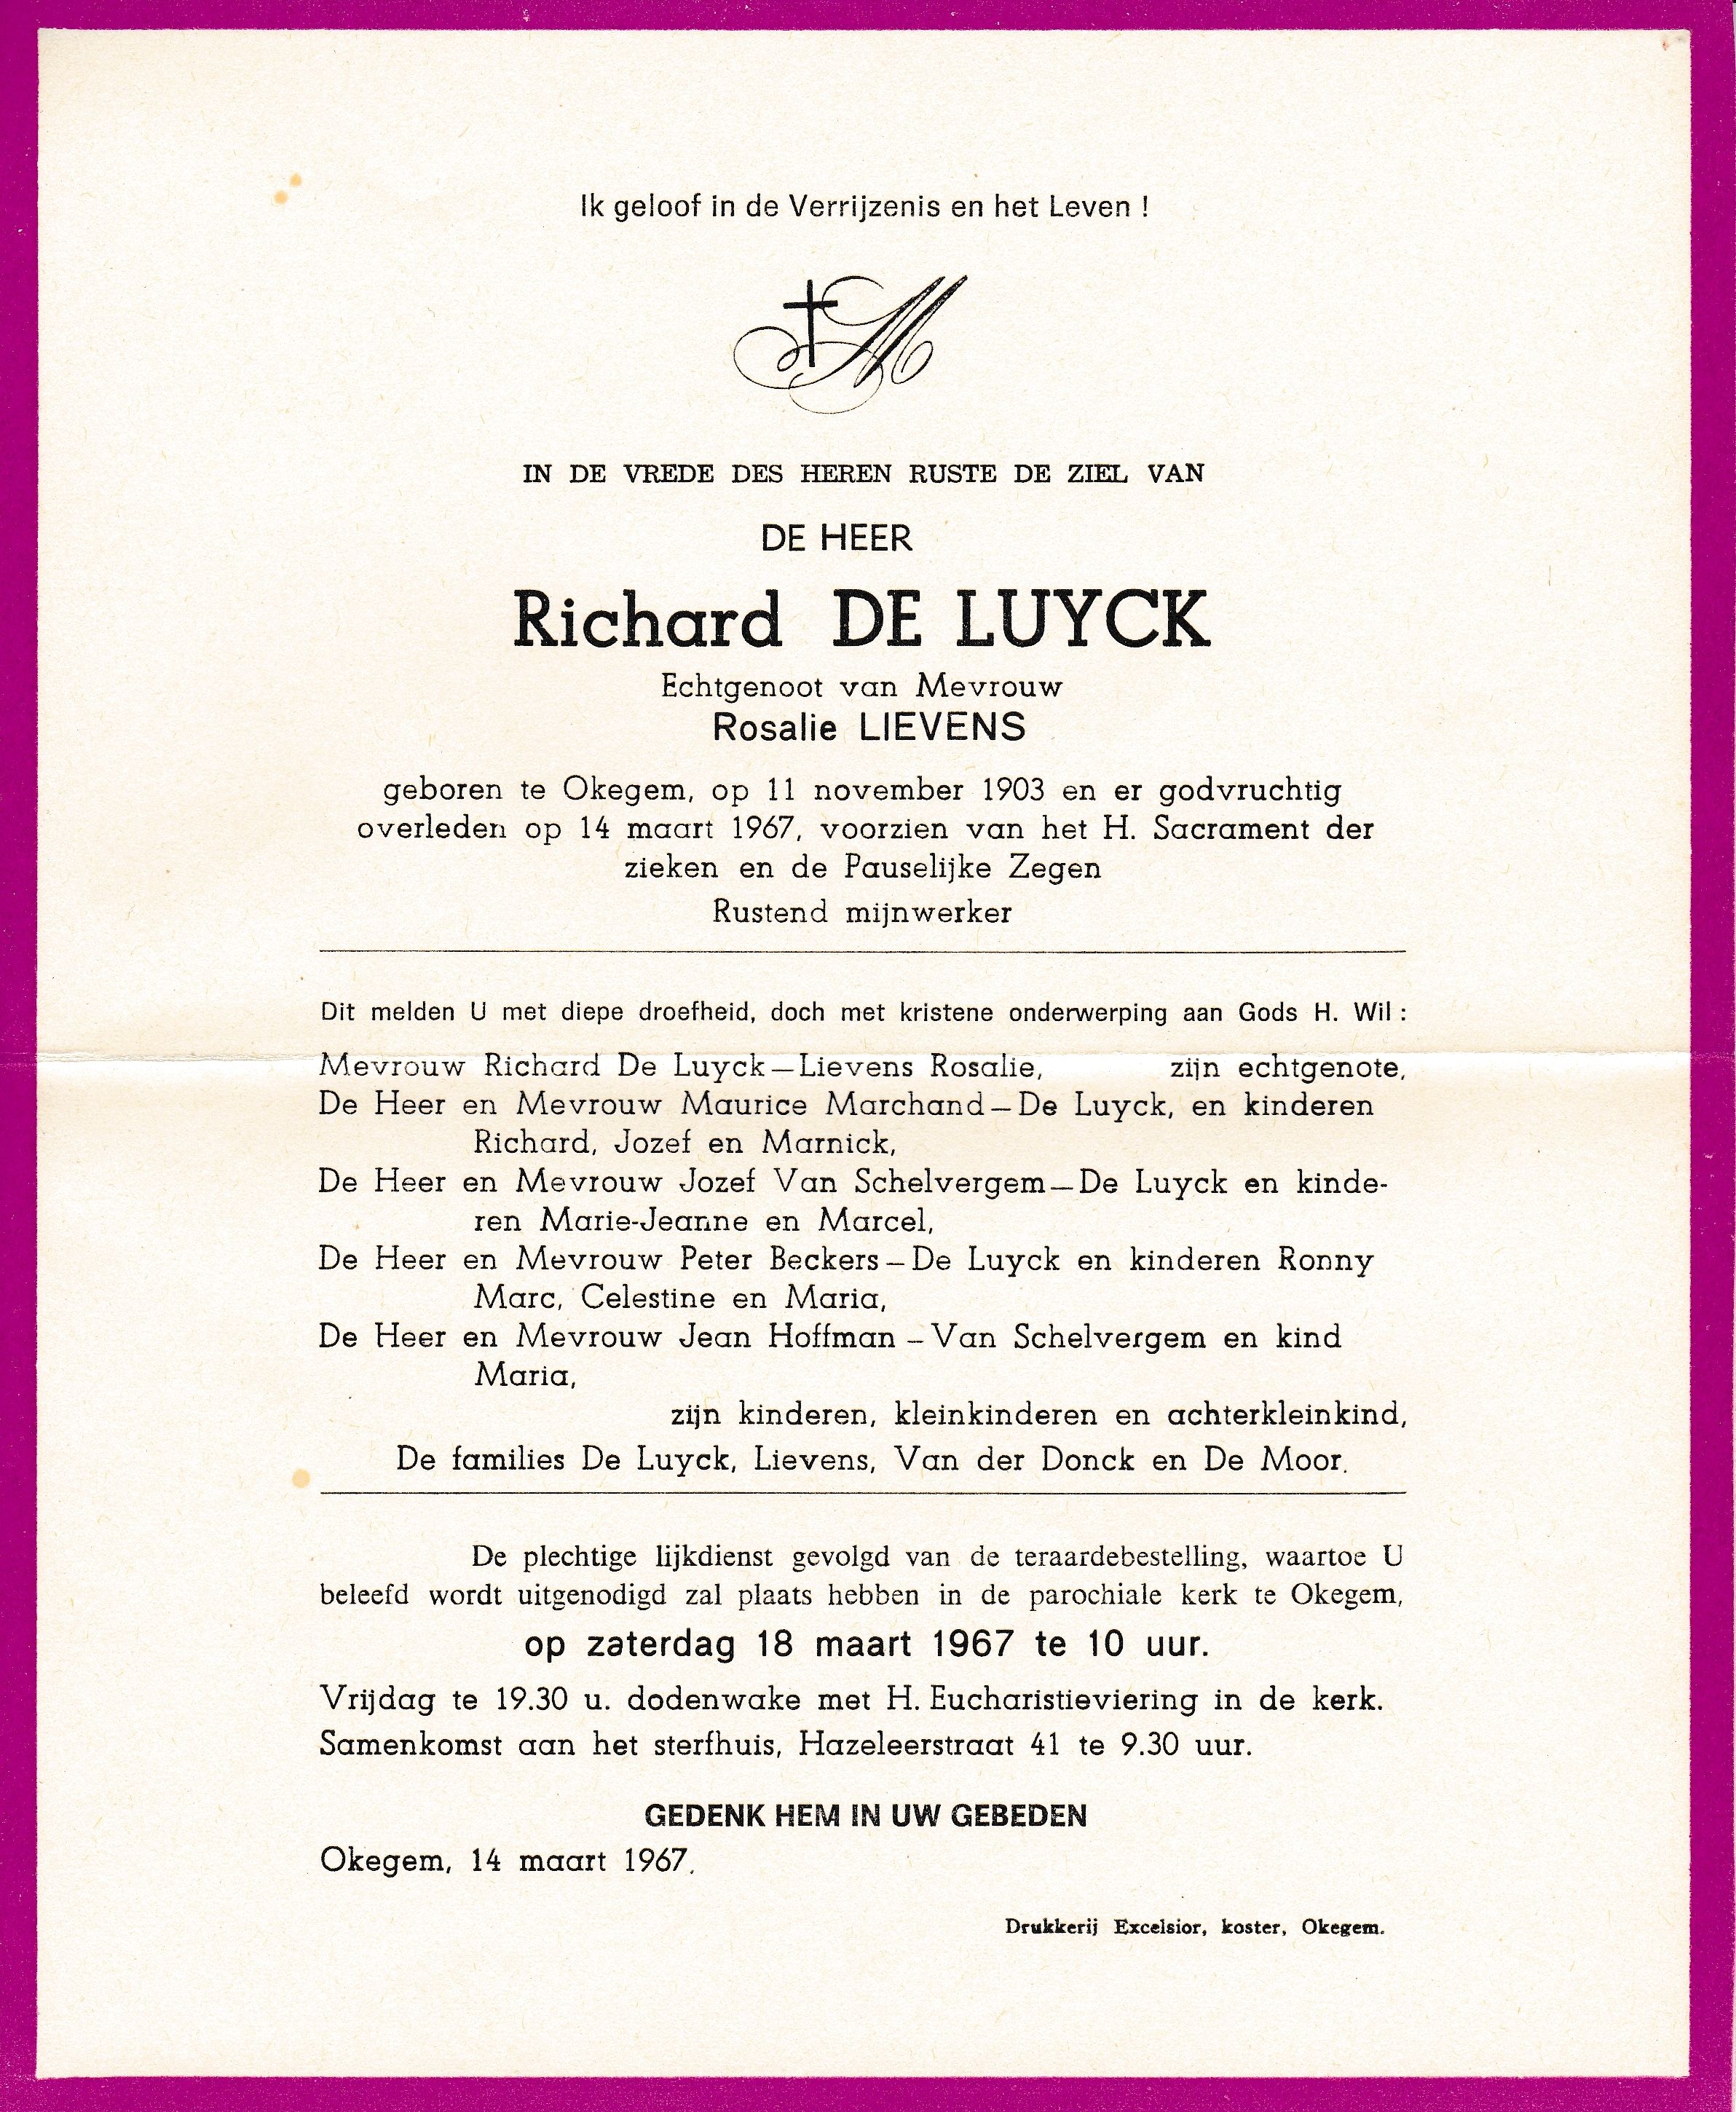 Ik geloof in de Verrijzenis en het Leven !
M
IN DE VREDE DES HEREN RUSTE DE ZIEL VAN
DE HEER
Richard DE LUYCK
Echtgenoot van Mevrouw
Rosalie LIEVENS
geboren te Okegem, op 11 november 1903 en er godvruchtig
overleden op 14 maart 1967, voorzien van het H. Sacrament der
zieken en de Pauselijke Zegen
Rustend mijnwerker
Dit melden U met diepe droefheid, doch met kristene onderwerping aan Gods H. Wil :
Mevrouw Richard De Luyck—Lievens Rosalie, zijn echtgenote,
De Heer en Mevrouw Maurice Marchand—De Luyck, en kinderen
Richard, Jozef en Marnick,
De Heer en Mevrouw Jozef Van Schelvergem—De Luyck en kinde-
ren Marie-Jeanne en Marcel,
De Heer en Mevrouw Peter Beckers—De Luyck en kinderen Ronny
Marc, Celestine en Maria,
De Heer en Mevrouw Jean Hoffman—Van Schelvergem en kind
Maria,
zijn kinderen, kleinkinderen en achterkleinkind,
De families De Luyck, Lievens, Van der Donck en De Moor.
De plechtige lijkdienst gevolgd van de teraardebestelling, waartoe U
beleefd wordt uitgenodigd zal plaats hebben in de parochiale kerk te Okegem,
op zaterdag 18 maart 1967 te 10 uur.
Vrijdag te 19.30 u. dodenwake met H. Eucharistieviering in de kerk.
Samenkomst aan het sterfhuis, Hazeleerstraat 41 te 9.30 uur.
GEDENK HEM IN UW GEBEDEN
Okegem, 14 maart 1967.
Drukkerij Excelsior, koster, Okegem.